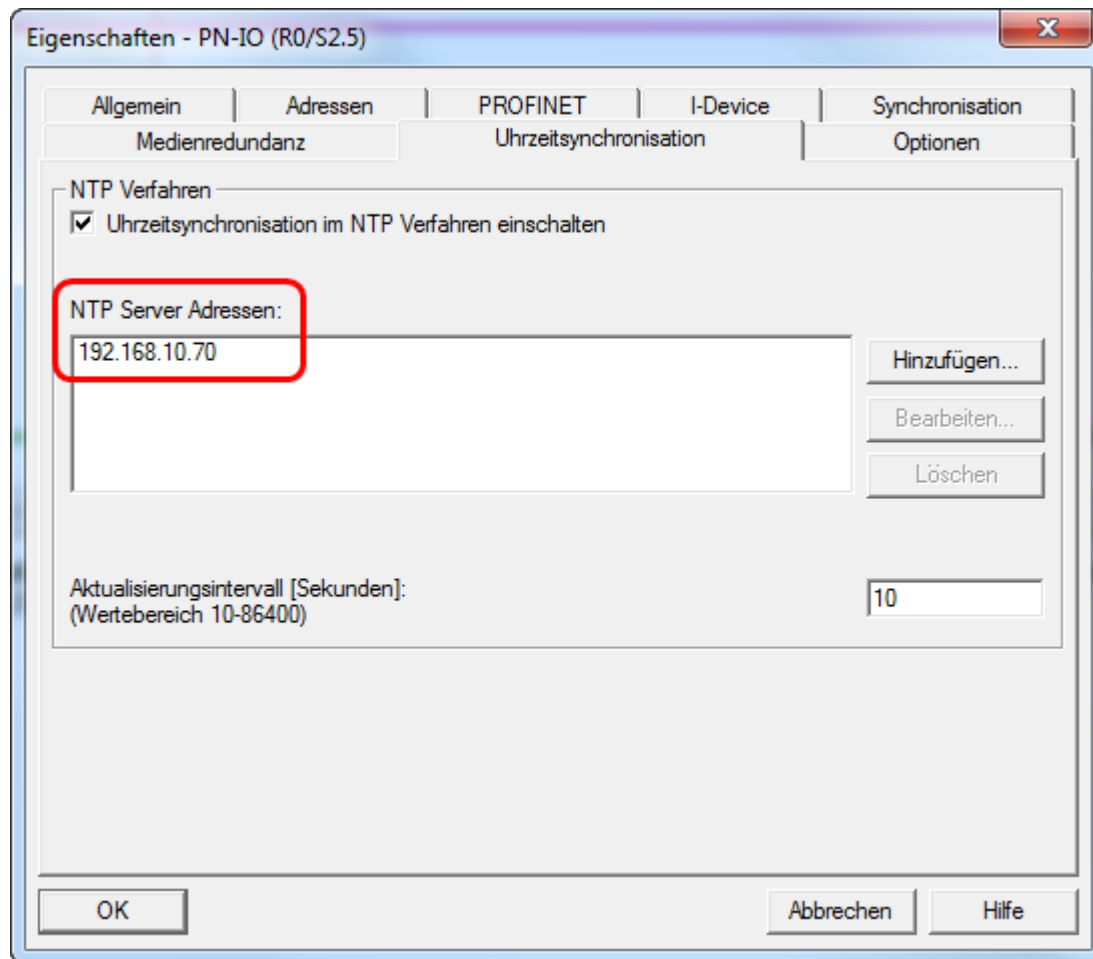 Eigenschaften - PN-IO (R0/S2.5)
Allgemein Adressen PROFINET I-Device Synchronisation
Medienredundanz Uhrzeitsynchronisation Optionen
NTP Verfahren
Uhrzeitsynchronisation im NTP Verfahren einschalten
NTP Server Adressen:
192.168.10.70
Hinzufügen...
Bearbeiten...
Löschen
Aktualisierungsintervall [Sekunden]:
(Wertebereich 10-86400)
10
OK Abbrechen Hilfe